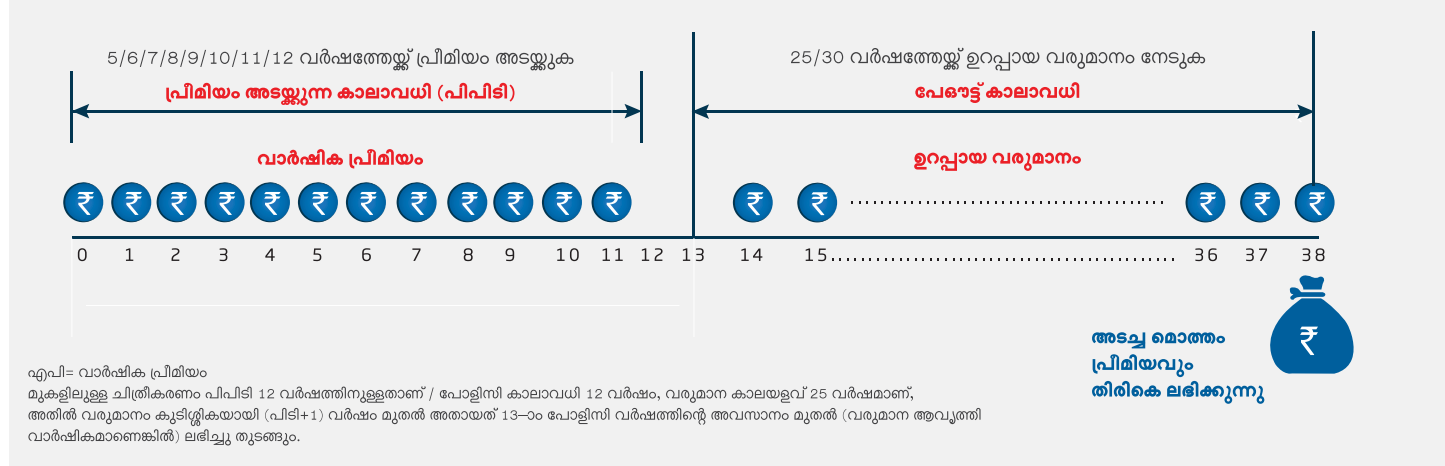 5/6/7/8/9/10/11/12 വർഷത്തേയ്ക്ക് പ്രീമിയം അടയ്ക്കുക
പ്രീമിയം അടയ്ക്കുന്ന കാലാവധി (പിപിടി)
വാർഷിക പ്രീമിയം
25/30 വർഷത്തേയ്ക്ക് ഉറപ്പായ വരുമാനം നേടുക
പേഔട്ട് കാലാവധി
ഉറപ്പായ വരുമാനം
₹ ₹ ₹ ₹ ₹ ₹ ₹ ₹ ₹ ₹ ₹ ₹ ₹ ₹ ₹ ₹ ₹
0 1 2 3 4 5 6 7 8 9 10 11 12 13 14 15 36 37 38
₹
അടച്ച മൊത്തം
പ്രീമിയവും
തിരികെ ലഭിക്കുന്നു
എപി= വാർഷിക പ്രീമിയം
മുകളിലുള്ള ചിത്രീകരണം പിപിടി 12 വർഷത്തിനുള്ളതാണ് / പോളിസി കാലാവധി 12 വർഷം, വരുമാന കാലയളവ് 25 വർഷമാണ്,
അതിൽ വരുമാനം കുടിശ്ശികയായി (പിടി+1) വർഷം മുതൽ അതായത് 13–ാം പോളിസി വർഷത്തിന്റെ അവസാനം മുതൽ (വരുമാന ആവൃത്തി
വാർഷികമാണെങ്കിൽ) ലഭിച്ചു തുടങ്ങും.